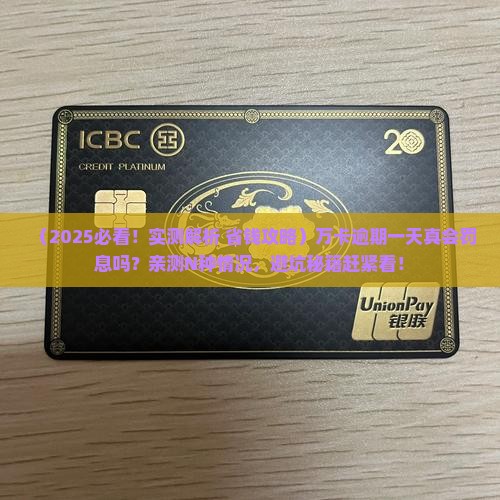 ICBC
20
CREDIT PLATINUM
（2025必看！实测解析 省钱攻略）万卡逾期一天真会罚
息吗？亲测N种情况，避坑秘籍赶紧看！
UnionPay
银联